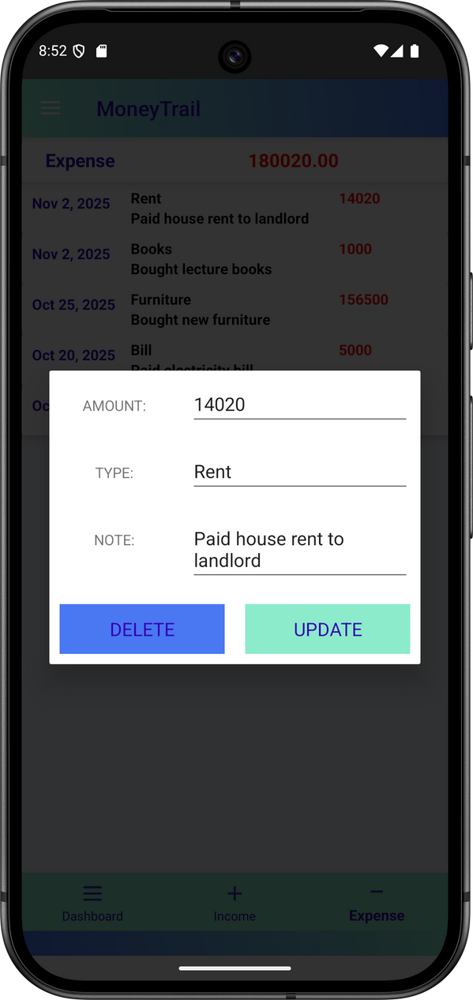 8:52
MoneyTrail
Expense 180020.00
Nov 2, 2025 Rent 14020
Paid house rent to landlord
Nov 2, 2025 Books 1000
Bought lecture books
Oct 25, 2025 Furniture 156500
Bought new furniture
Oct 20, 2025 Bill 5000
Paid electricity bill
Oc
AMOUNT: 14020
TYPE: Rent
NOTE: Paid house rent to
landlord
DELETE UPDATE
Dashboard Income Expense